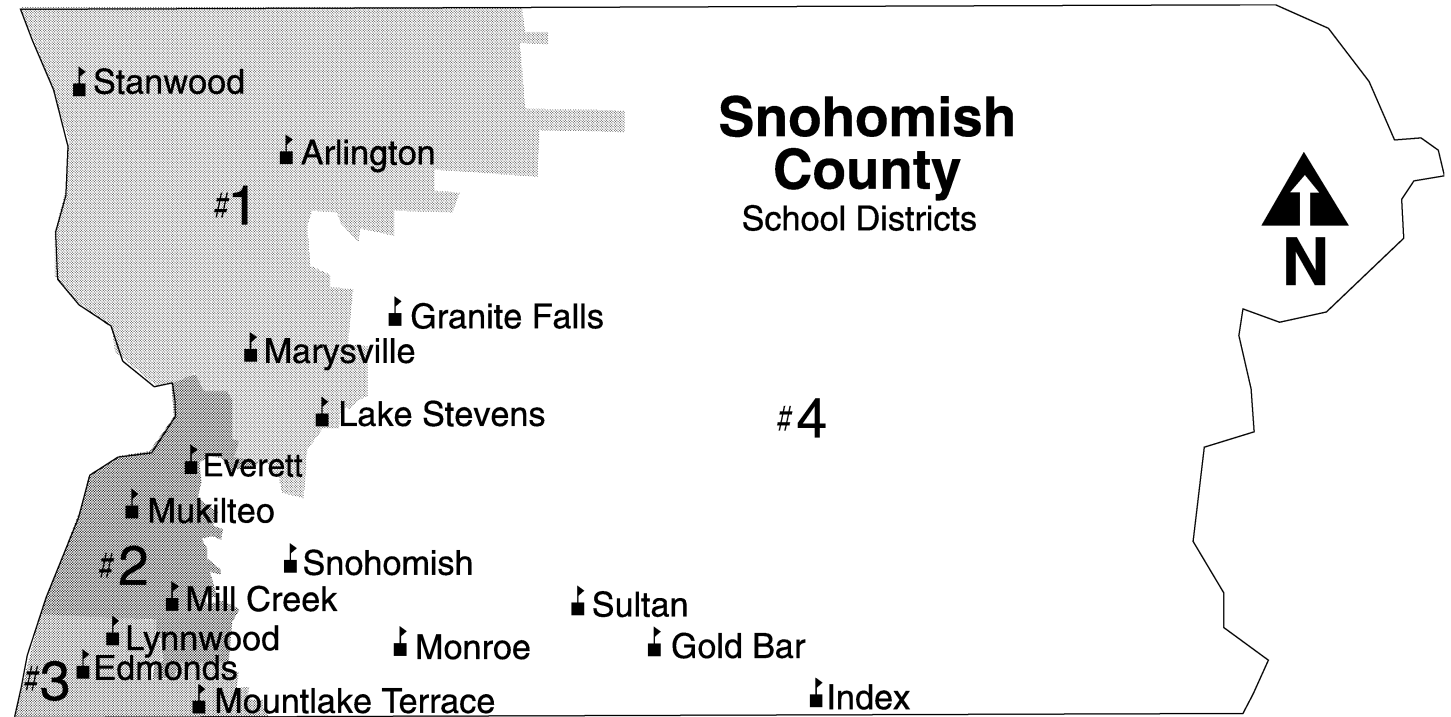 Stanwood
Snohomish
County
School Districts
Arlington
#1
N
Granite Falls
Marysville
Lake Stevens
#4
Everett
Mukilteo
#2
Snohomish
Mill Creek
Sultan
Lynnwood
Monroe
Gold Bar
#3
Edmonds
Mountlake Terrace
Index